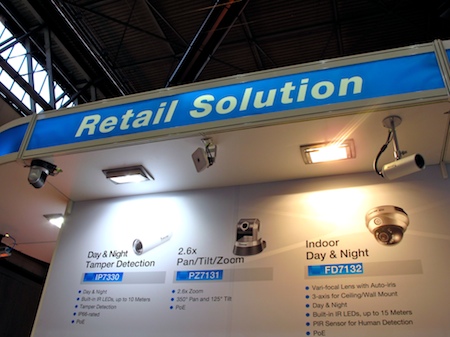 Retail Solution
Day & Night
Tamper Detection
IP7330
• Day & Night
• Built-in IR LEDs, up to 10 Meters
• Tamper Detection
• IP66-rated
• PoE
2.6x
Pan/Tilt/Zoom
PZ7131
• 2.6x Zoom
• 350° Pan and 125° Tilt
• PoE
Indoor
Day & Night
FD7132
• Vari-focal Lens with Auto-iris
• 3-axis for Ceiling/Wall Mount
• Day & Night
• Built-in IR LEDs, up to 15 Meters
• PIR Sensor for Human Detection
• PoE